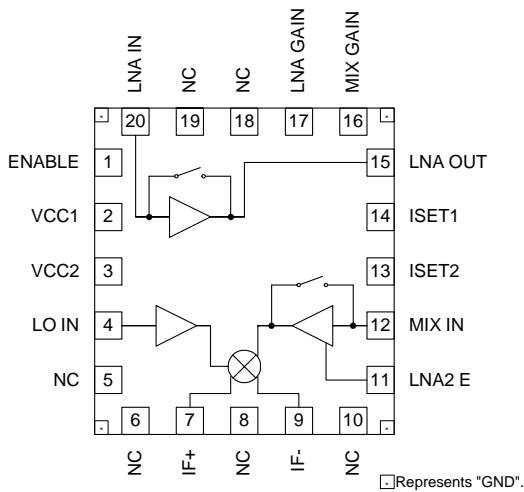 LNA IN
NC
NC
LNA GAIN
MIX GAIN
20
19
18
17
16
ENABLE 1
15 LNA OUT
VCC1 2
14 ISET1
VCC2 3
13 ISET2
LO IN 4
12 MIX IN
NC 5
11 LNA2 E
6
7
8
9
10
NC
IF+
NC
IF-
NC
Represents "GND".